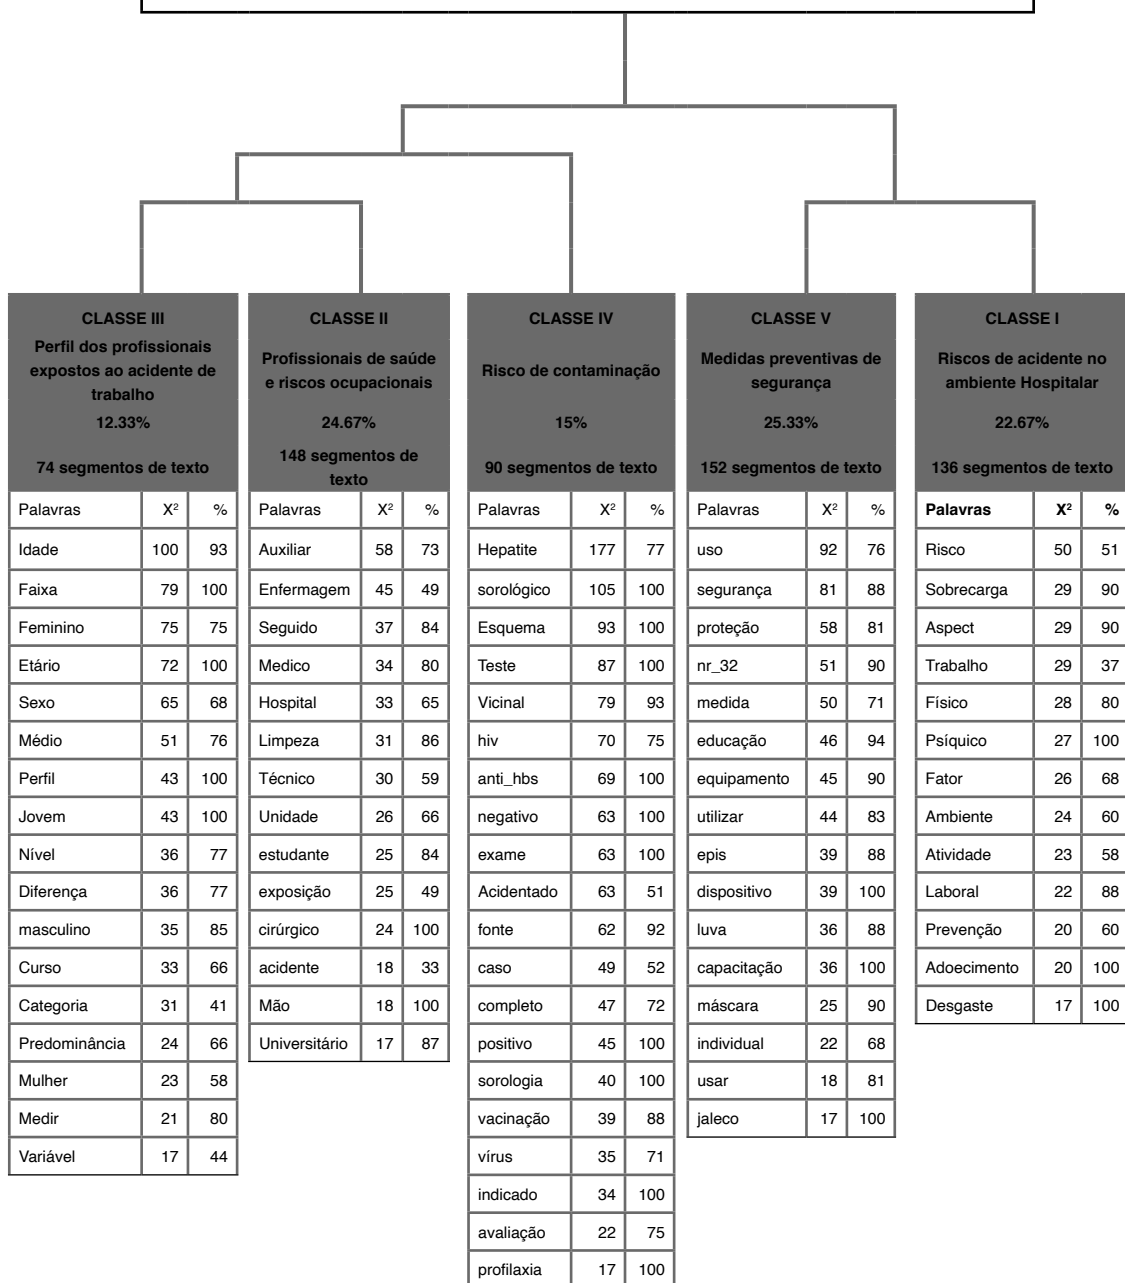 CLASSE III
Perfil dos profissionais
expostos ao acidente de
trabalho
12.33%
74 segmentos de texto
Palavras X² %
Idade 100 93
Faixa 79 100
Feminino 75 75
Etário 72 100
Sexo 65 68
Médio 51 76
Perfil 43 100
Jovem 43 100
Nível 36 77
Diferença 36 77
masculino 35 85
Curso 33 66
Categoria 31 41
Predominância 24 66
Mulher 23 58
Medir 21 80
Variável 17 44
CLASSE II
Profissionais de saúde
e riscos ocupacionais
24.67%
148 segmentos de
texto
Palavras X² %
Auxiliar 58 73
Enfermagem 45 49
Seguido 37 84
Medico 34 80
Hospital 33 65
Limpeza 31 86
Técnico 30 59
Unidade 26 66
estudante 25 84
exposição 25 49
cirúrgico 24 100
acidente 18 33
Mão 18 100
Universitário 17 87
CLASSE IV
Risco de contaminação
15%
90 segmentos de texto
Palavras X² %
Hepatite 177 77
sorológico 105 100
Esquema 93 100
Teste 87 100
Vicinal 79 93
hiv 70 75
anti_hbs 69 100
negativo 63 100
exame 63 100
Acidentado 63 51
fonte 62 92
caso 49 52
completo 47 72
positivo 45 100
sorologia 40 100
vacinação 39 88
vírus 35 71
indicado 34 100
avaliação 22 75
profilaxia 17 100
CLASSE V
Medidas preventivas de
segurança
25.33%
152 segmentos de texto
Palavras X² %
uso 92 76
segurança 81 88
proteção 58 81
nr_32 51 90
medida 50 71
educação 46 94
equipamento 45 90
utilizar 44 83
epis 39 88
dispositivo 39 100
luva 36 88
capacitação 36 100
máscara 25 90
individual 22 68
usar 18 81
jaleco 17 100
CLASSE I
Riscos de acidente no
ambiente Hospitalar
22.67%
136 segmentos de texto
Palavras X² %
Risco 50 51
Sobrecarga 29 90
Aspect 29 90
Trabalho 29 37
Físico 28 80
Psíquico 27 100
Fator 26 68
Ambiente 24 60
Atividade 23 58
Laboral 22 88
Prevenção 20 60
Adoecimento 20 100
Desgaste 17 100